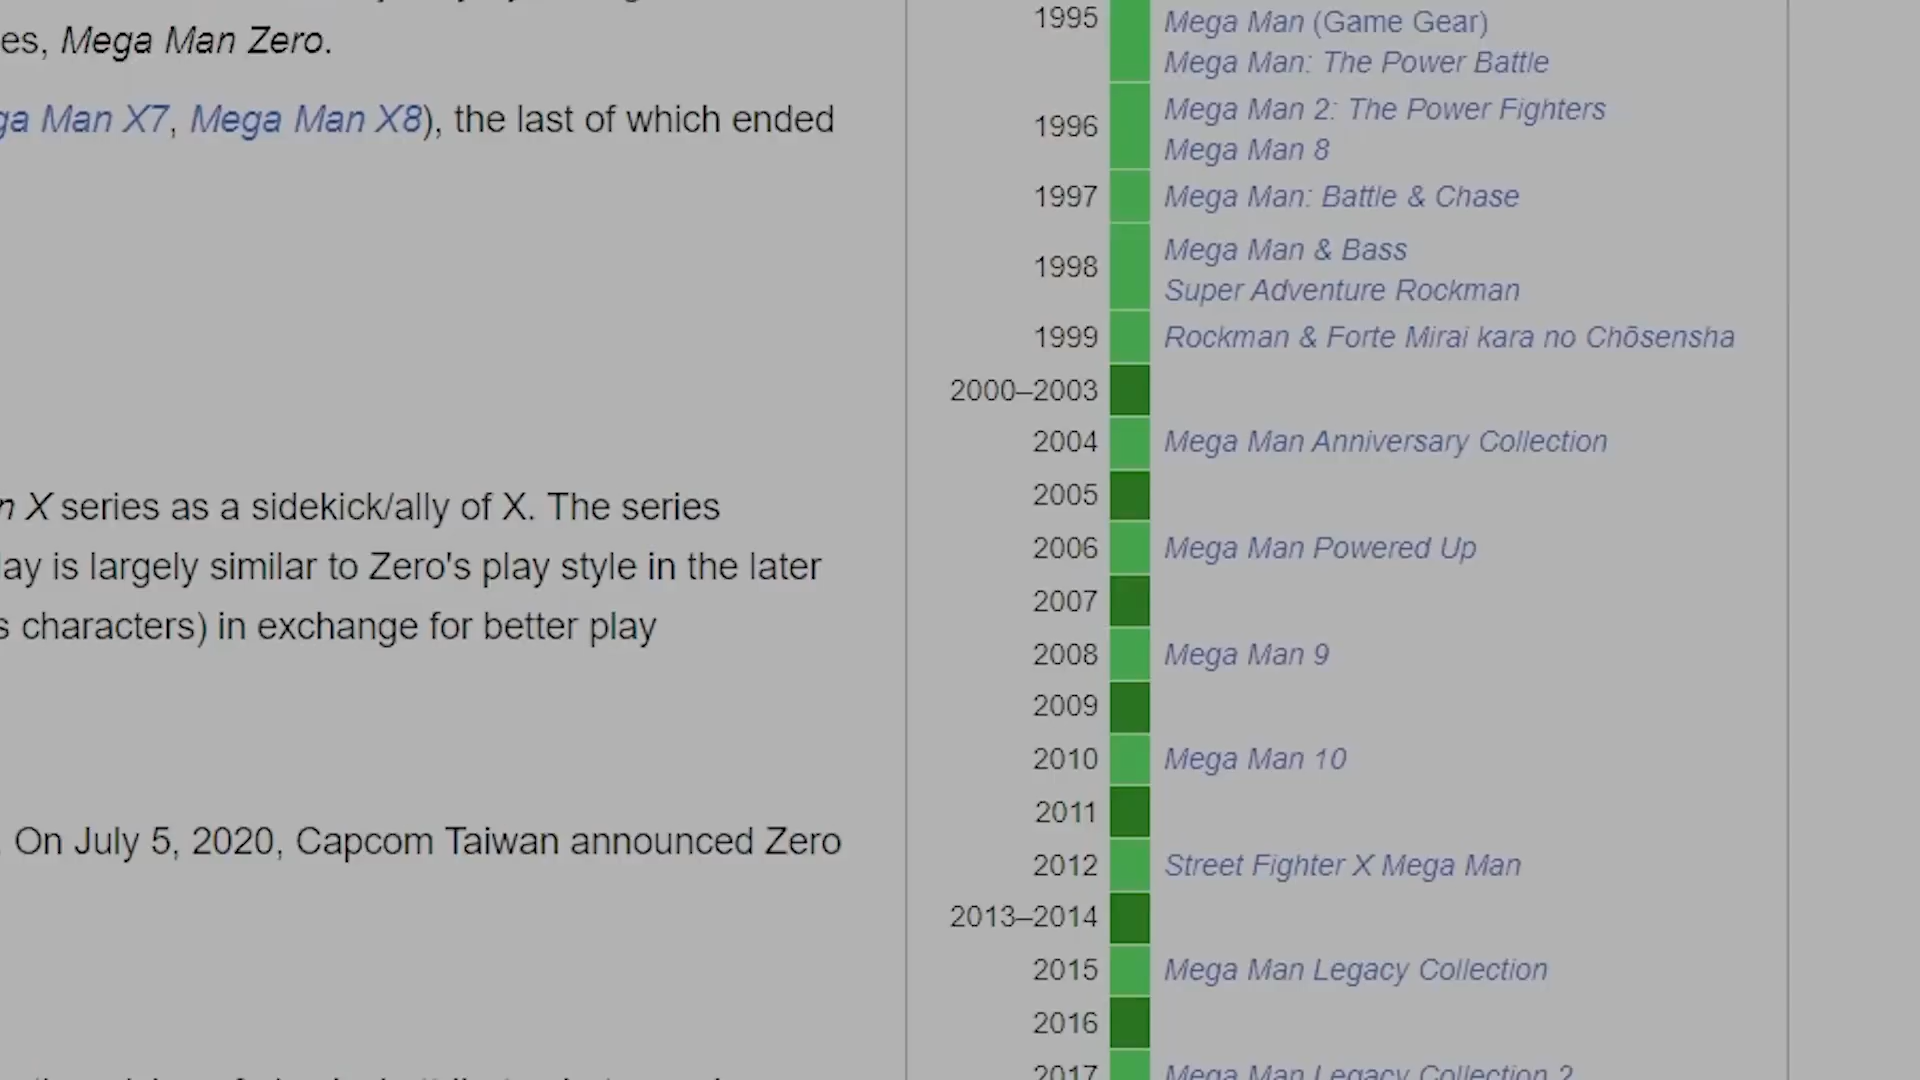 es, Mega Man Zero.
ga Man X7, Mega Man X8), the last of which ended
n X series as a sidekick/ally of X. The series
lay is largely similar to Zero's play style in the later
s characters) in exchange for better play
On July 5, 2020, Capcom Taiwan announced Zero
1995
Mega Man (Game Gear)
Mega Man: The Power Battle
1996
Mega Man 2: The Power Fighters
Mega Man 8
1997
Mega Man: Battle & Chase
1998
Mega Man & Bass
Super Adventure Rockman
1999
Rockman & Forte Mirai kara no Chōsensha
2000–2003
2004
Mega Man Anniversary Collection
2005
2006
Mega Man Powered Up
2007
2008
Mega Man 9
2009
2010
Mega Man 10
2011
2012
Street Fighter X Mega Man
2013–2014
2015
Mega Man Legacy Collection
2016
2017
Mega Man Legacy Collection 2